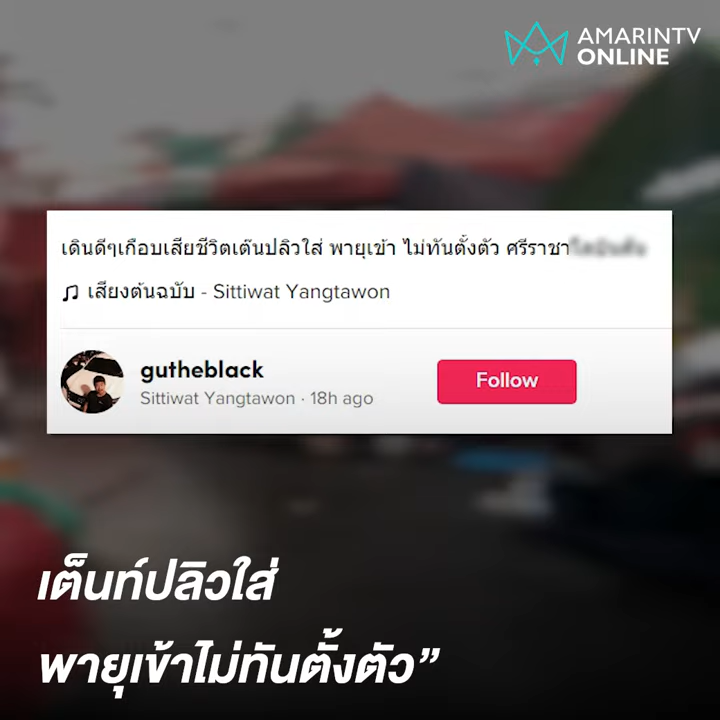 AMARINTV
ONLINE
เดินดีๆเกือบเสียชีวิตเต๊นปลิวใส่ พายุเข้า ไม่ทันตั้งตัว ศรีราชา
เสียงต้นฉบับ - Sittiwat Yangtawon
gutheblack
Sittiwat Yangtawon · 18h ago
Follow
เต็นท์ปลิวใส่
พายุเข้าไม่ทันตั้งตัว”